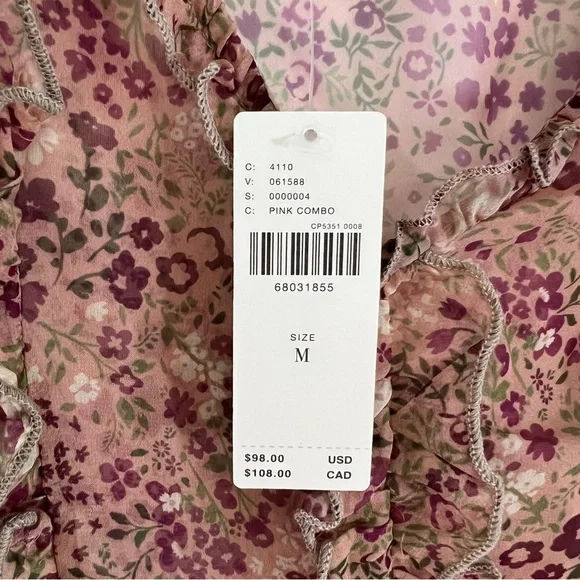 C: 4110
V: 061588
S: 0000004
C: PINK COMBO
CP5351 0008
68031855
SIZE
M
$98.00 USD
$108.00 CAD